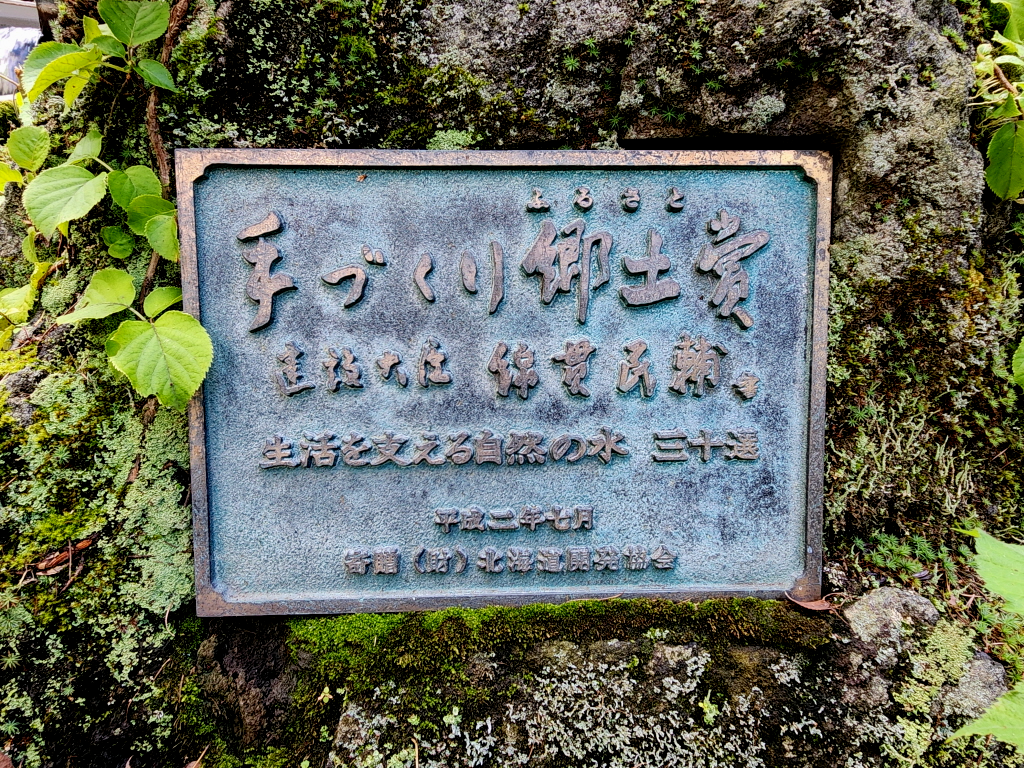 ふるさと
手づくり郷土賞
建設大臣 綿貫民輔
生活を支える自然の水 三十選
平成二年七月
寄贈（財）北海道開発協会